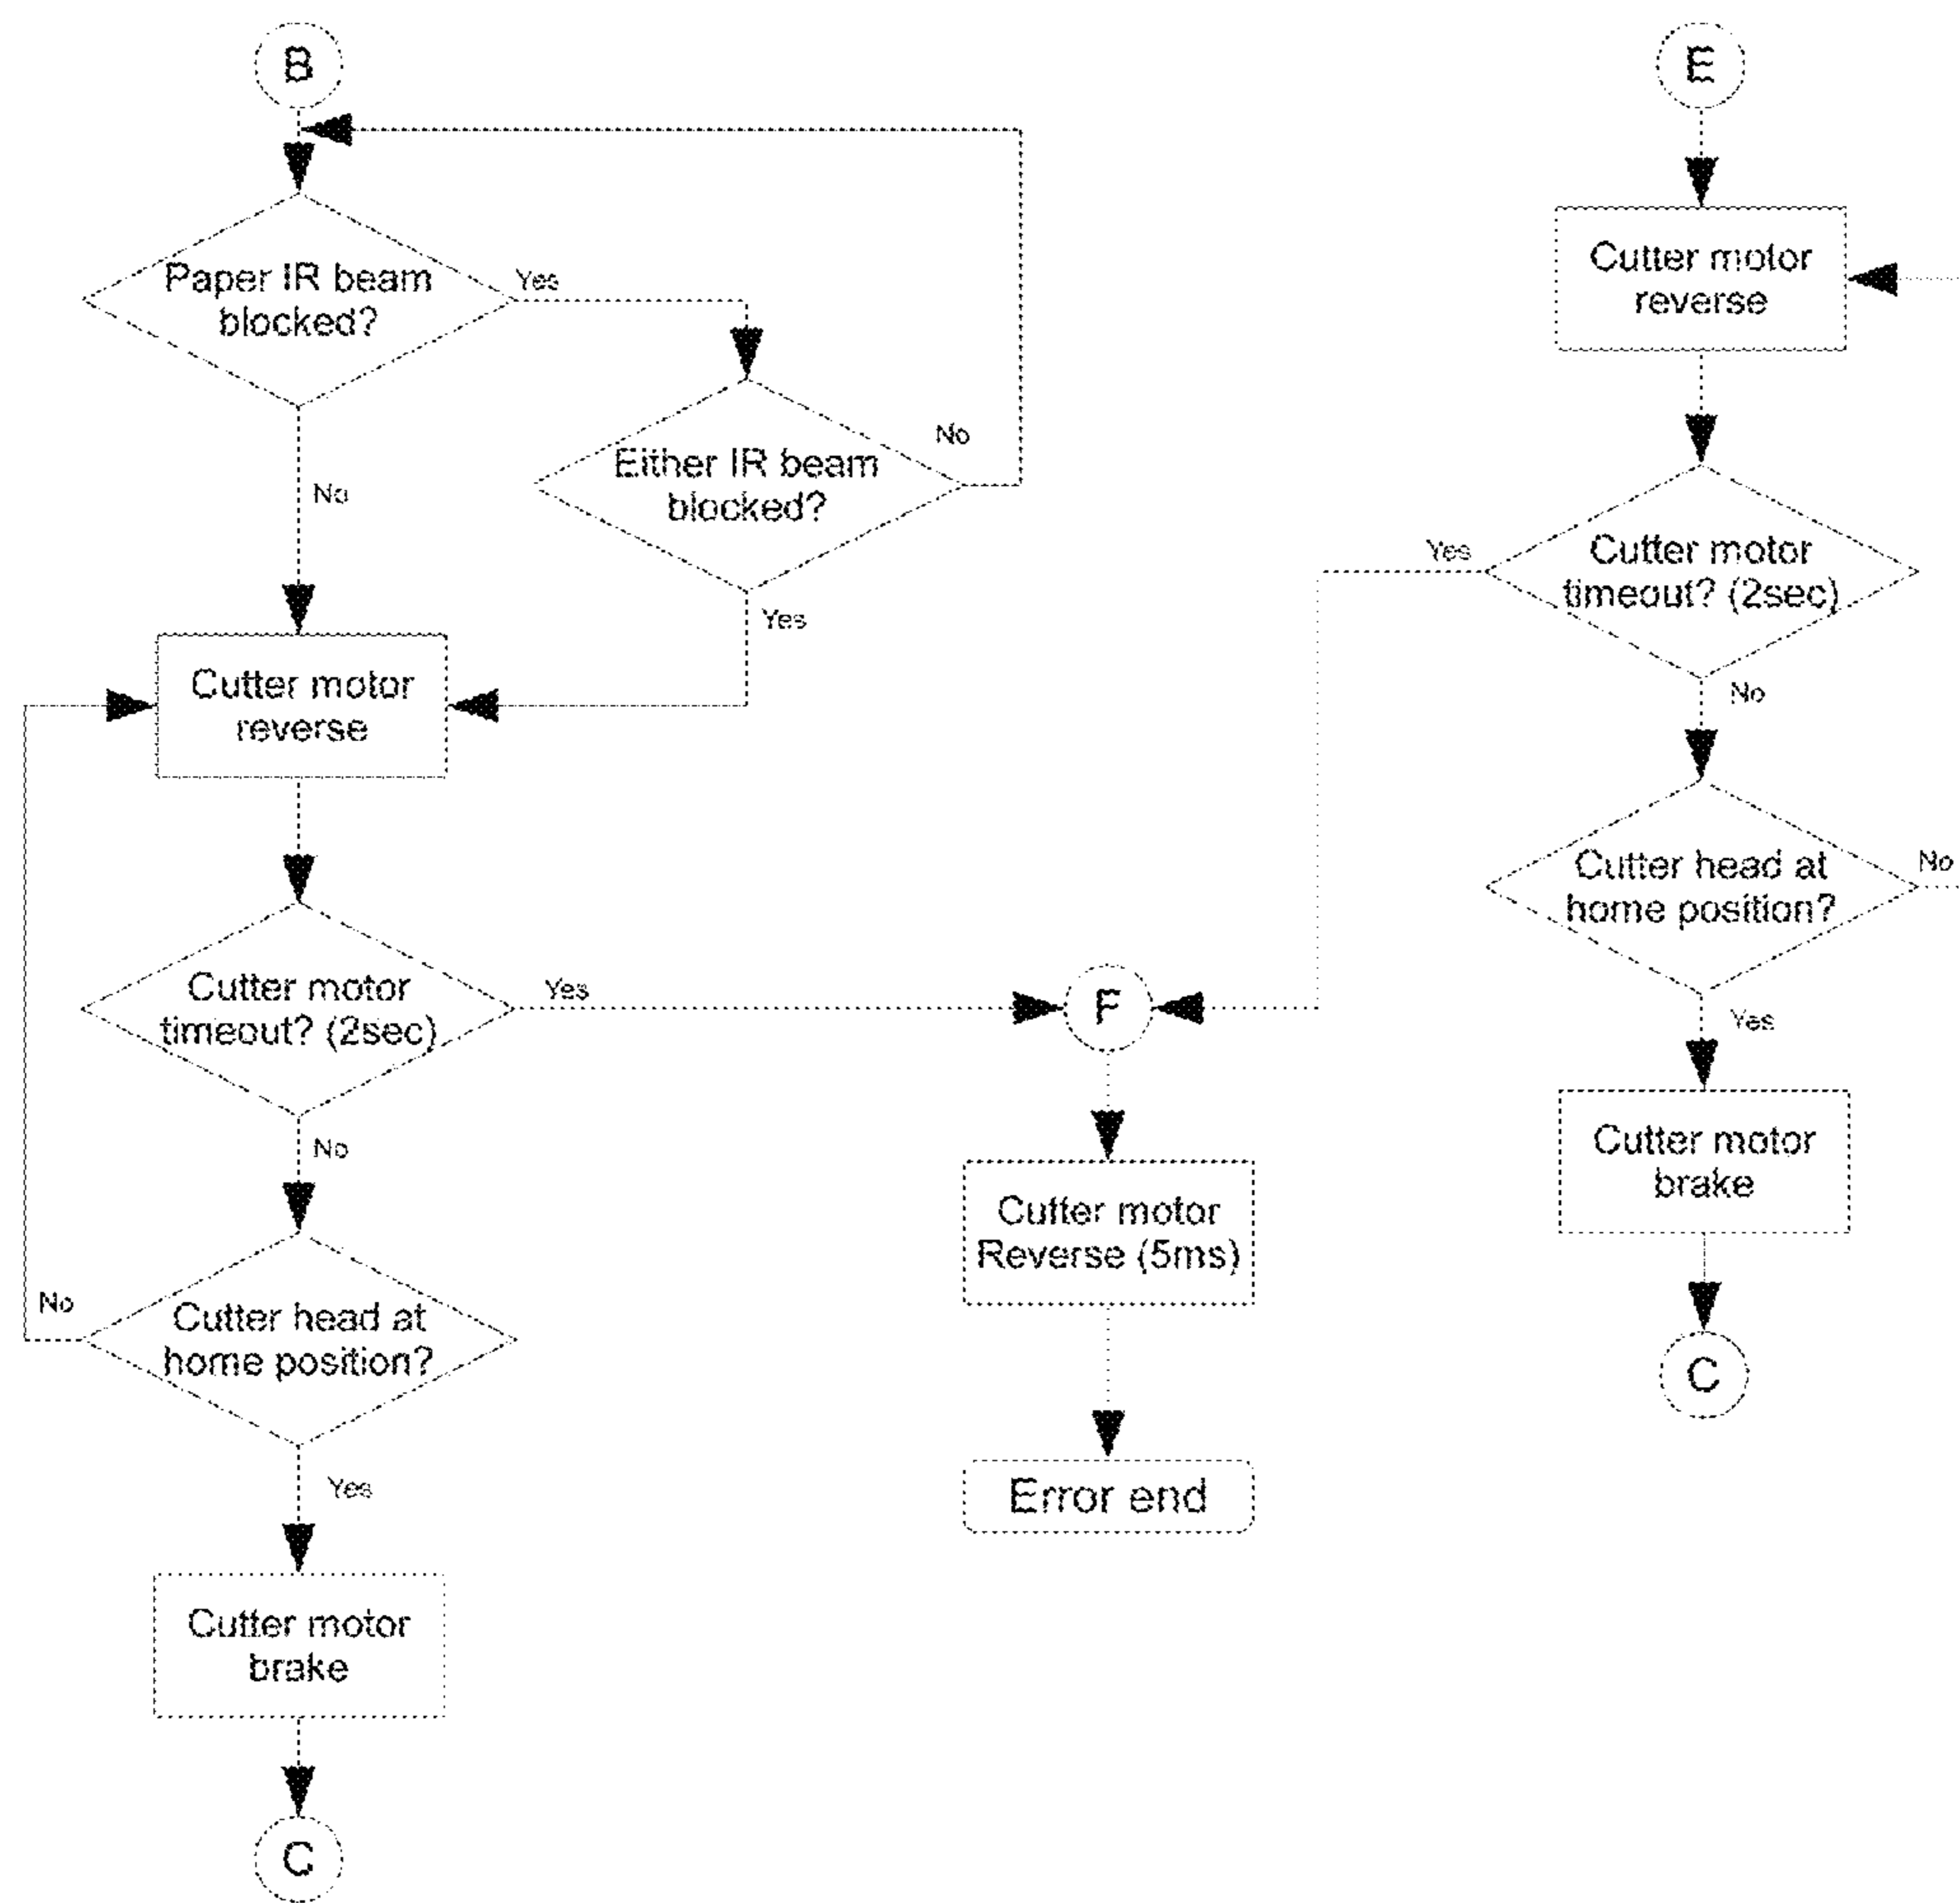 B
Paper IR beam
blocked?
Yes
Either IR beam
blocked?
No
No
Yes
Cutter motor
reverse
Cutter motor
timeout? (2sec)
Yes
No
Cutter head at
home position?
No
Yes
Cutter motor
brake
C
F
Cutter motor
Reverse (5ms)
Error end
E
Cutter motor
reverse
Cutter motor
timeout? (2sec)
Yes
No
Cutter head at
home position?
No
Yes
Cutter motor
brake
C